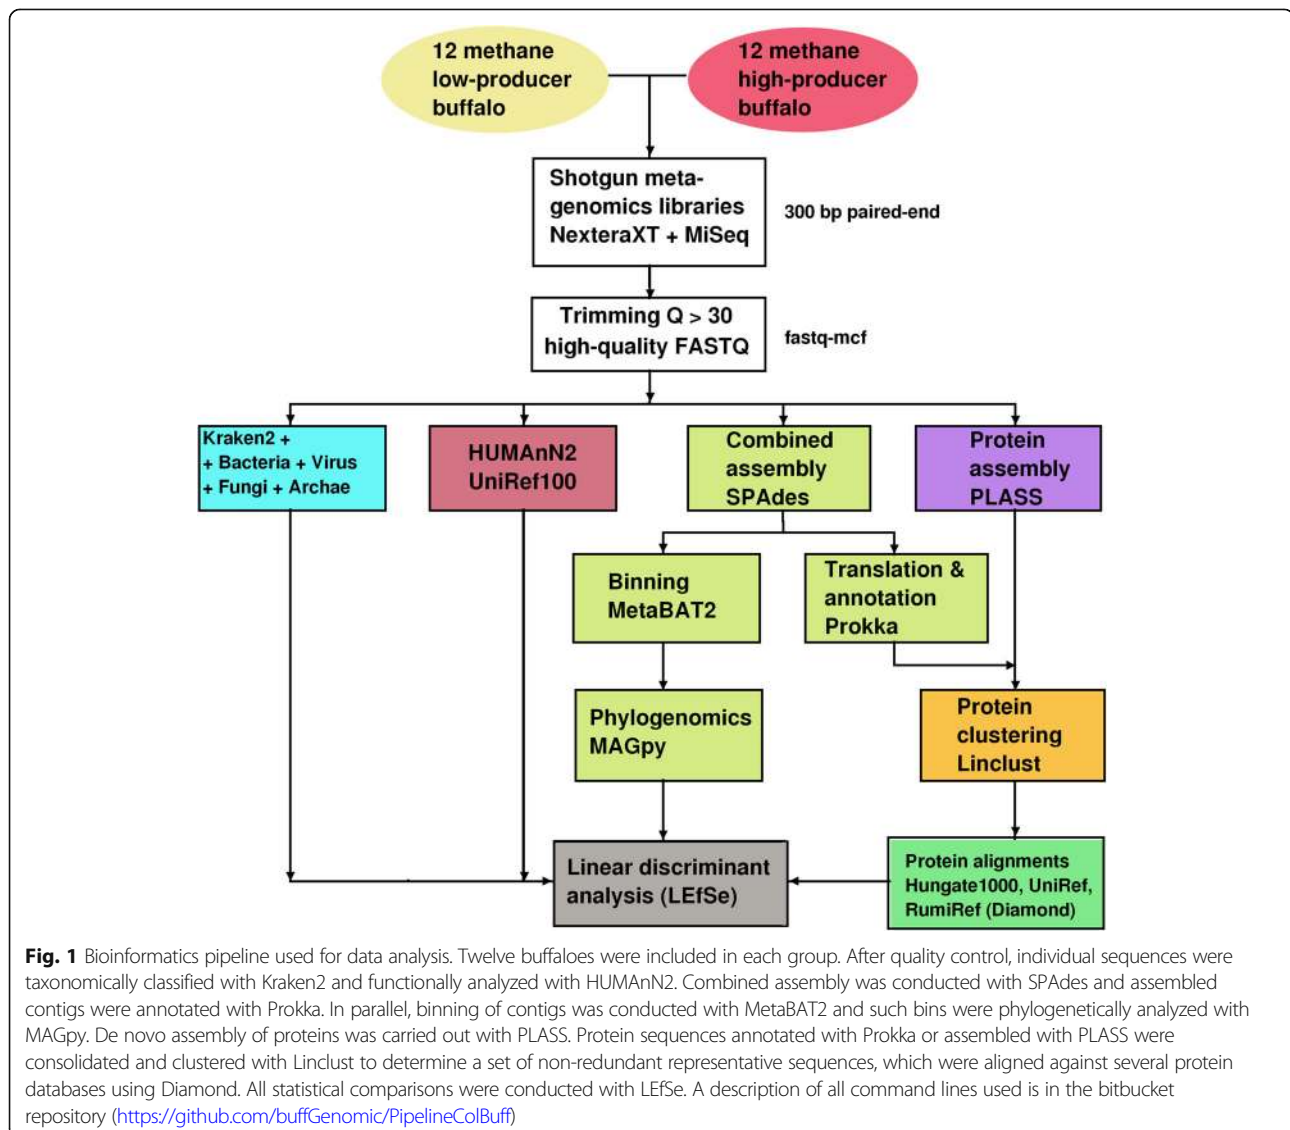 12 methane
low-producer
buffalo
12 methane
high-producer
buffalo
Shotgun meta-
genomics libraries
NexteraXT + MiSeq
300 bp paired-end
Trimming Q > 30
high-quality FASTQ
fastq-mcf
Kraken2 +
+ Bacteria + Virus
+ Fungi + Archae
HUMAnN2
UniRef100
Combined
assembly
SPAdes
Protein
assembly
PLASS
Binning
MetaBAT2
Translation &
annotation
Prokka
Phylogenomics
MAGpy
Protein
clustering
Linclust
Linear discriminant
analysis (LEfSe)
Protein alignments
Hungate1000, UniRef,
RumiRef (Diamond)
Fig. 1 Bioinformatics pipeline used for data analysis. Twelve buffaloes were included in each group. After quality control, individual sequences were
taxonomically classified with Kraken2 and functionally analyzed with HUMAnN2. Combined assembly was conducted with SPAdes and assembled
contigs were annotated with Prokka. In parallel, binning of contigs was conducted with MetaBAT2 and such bins were phylogenetically analyzed with
MAGpy. De novo assembly of proteins was carried out with PLASS. Protein sequences annotated with Prokka or assembled with PLASS were
consolidated and clustered with Linclust to determine a set of non-redundant representative sequences, which were aligned against several protein
databases using Diamond. All statistical comparisons were conducted with LEfSe. A description of all command lines used is in the bitbucket
repository (https://github.com/buffGenomic/PipelineColBuff)